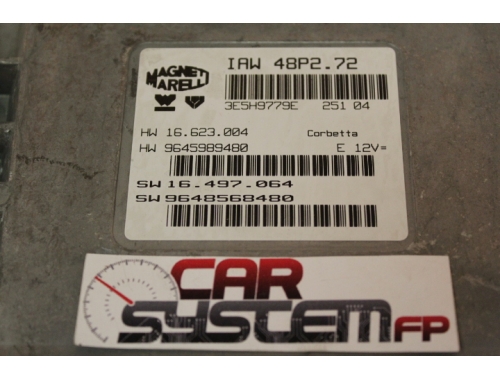 MAGNETI
MARELLI
IAW 48P2.72
3E5H9779E 251 04
HW 16.623.004 Corbetta
HW 9645989480 E 12V=
SW 16.497.064
SW 9648568480
CAR
SYSTEM FP